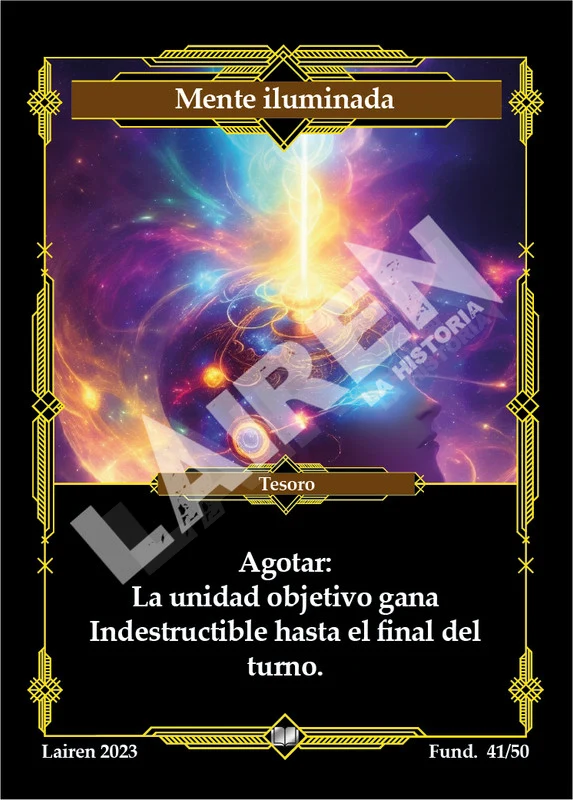 Mente iluminada
LAIREN
LA HISTORIA
Tesoro
Agotar:
La unidad objetivo gana
Indestructible hasta el final del
turno.
Lairen 2023
Fund. 41/50